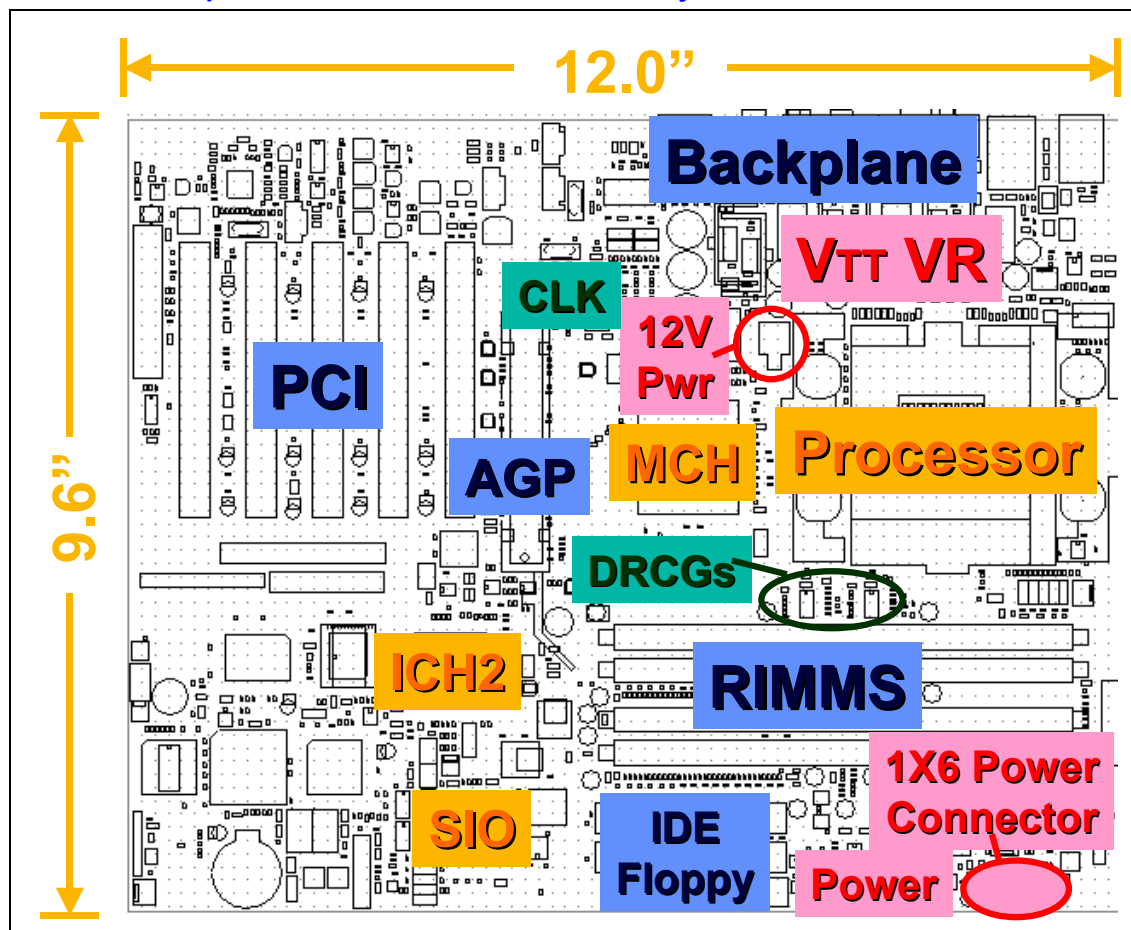 12.0”
Backplane
VTT VR
CLK
12V
Pwr
PCI
AGP
MCH
Processor
9.6”
DRCGs
ICH2
RIMMS
1X6 Power
Connector
SIO
IDE
Floppy
Power